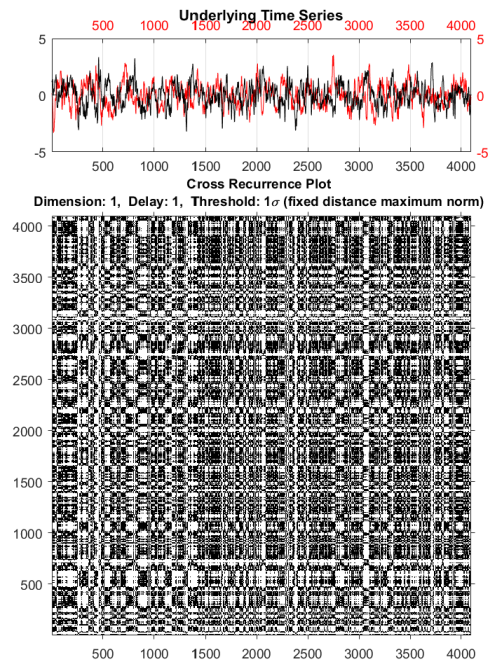 Underlying Time Series
500 1000 1500 2000 2500 3000 3500 4000
5 5
0 0
-5 -5
500 1000 1500 2000 2500 3000 3500 4000
Cross Recurrence Plot
Dimension: 1, Delay: 1, Threshold: 1σ (fixed distance maximum norm)
4000
3500
3000
2500
2000
1500
1000
500
500 1000 1500 2000 2500 3000 3500 4000